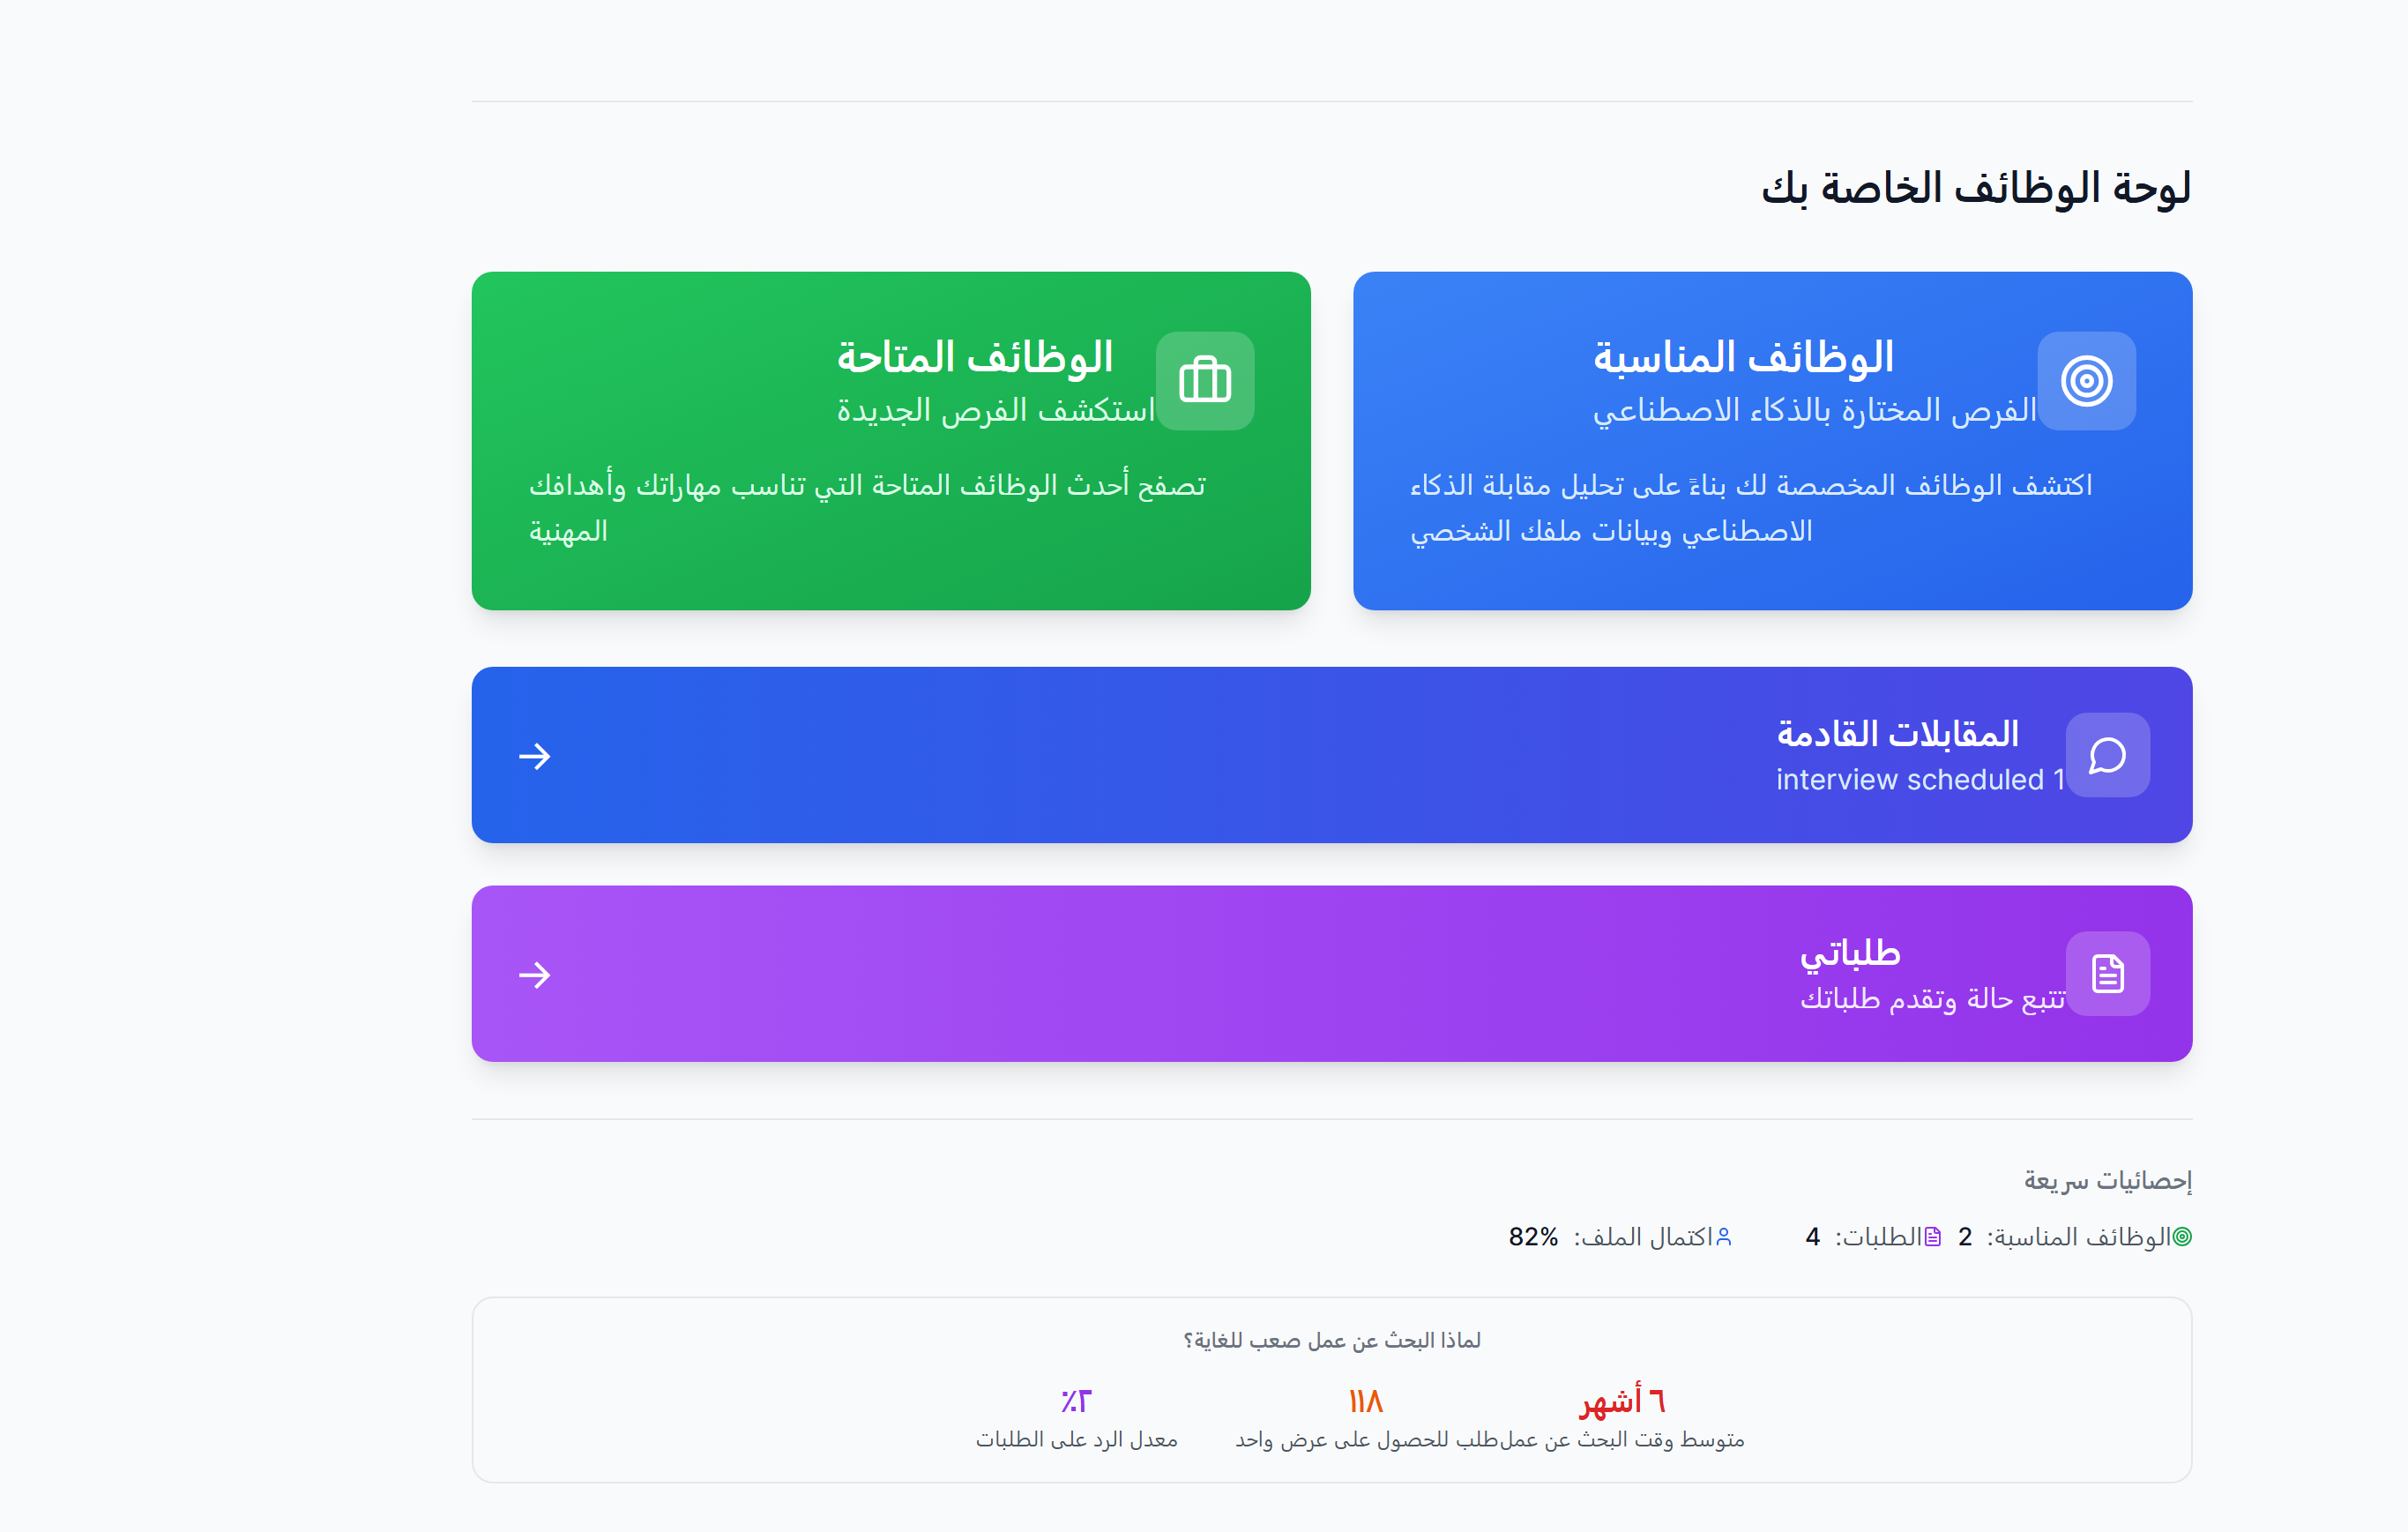 لوحة الوظائف الخاصة بك
الوظائف المناسبة
الفرص المختارة بالذكاء الاصطناعي
اكتشف الوظائف المخصصة لك بناءً على تحليل مقابلة الذكاء
الاصطناعي وبيانات ملفك الشخصي
الوظائف المتاحة
استكشف الفرص الجديدة
تصفح أحدث الوظائف المتاحة التي تناسب مهاراتك وأهدافك
المهنية
المقابلات القادمة
1 interview scheduled
طلباتي
تتبع حالة وتقدم طلباتك
إحصائيات سريعة
الوظائف المناسبة: 2 الطلبات: 4 اكتمال الملف: 82%
لماذا البحث عن عمل صعب للغاية؟
٦ أشهر
متوسط وقت البحث عن عمل
١١٨
طلب للحصول على عرض واحد
٢٪
معدل الرد على الطلبات